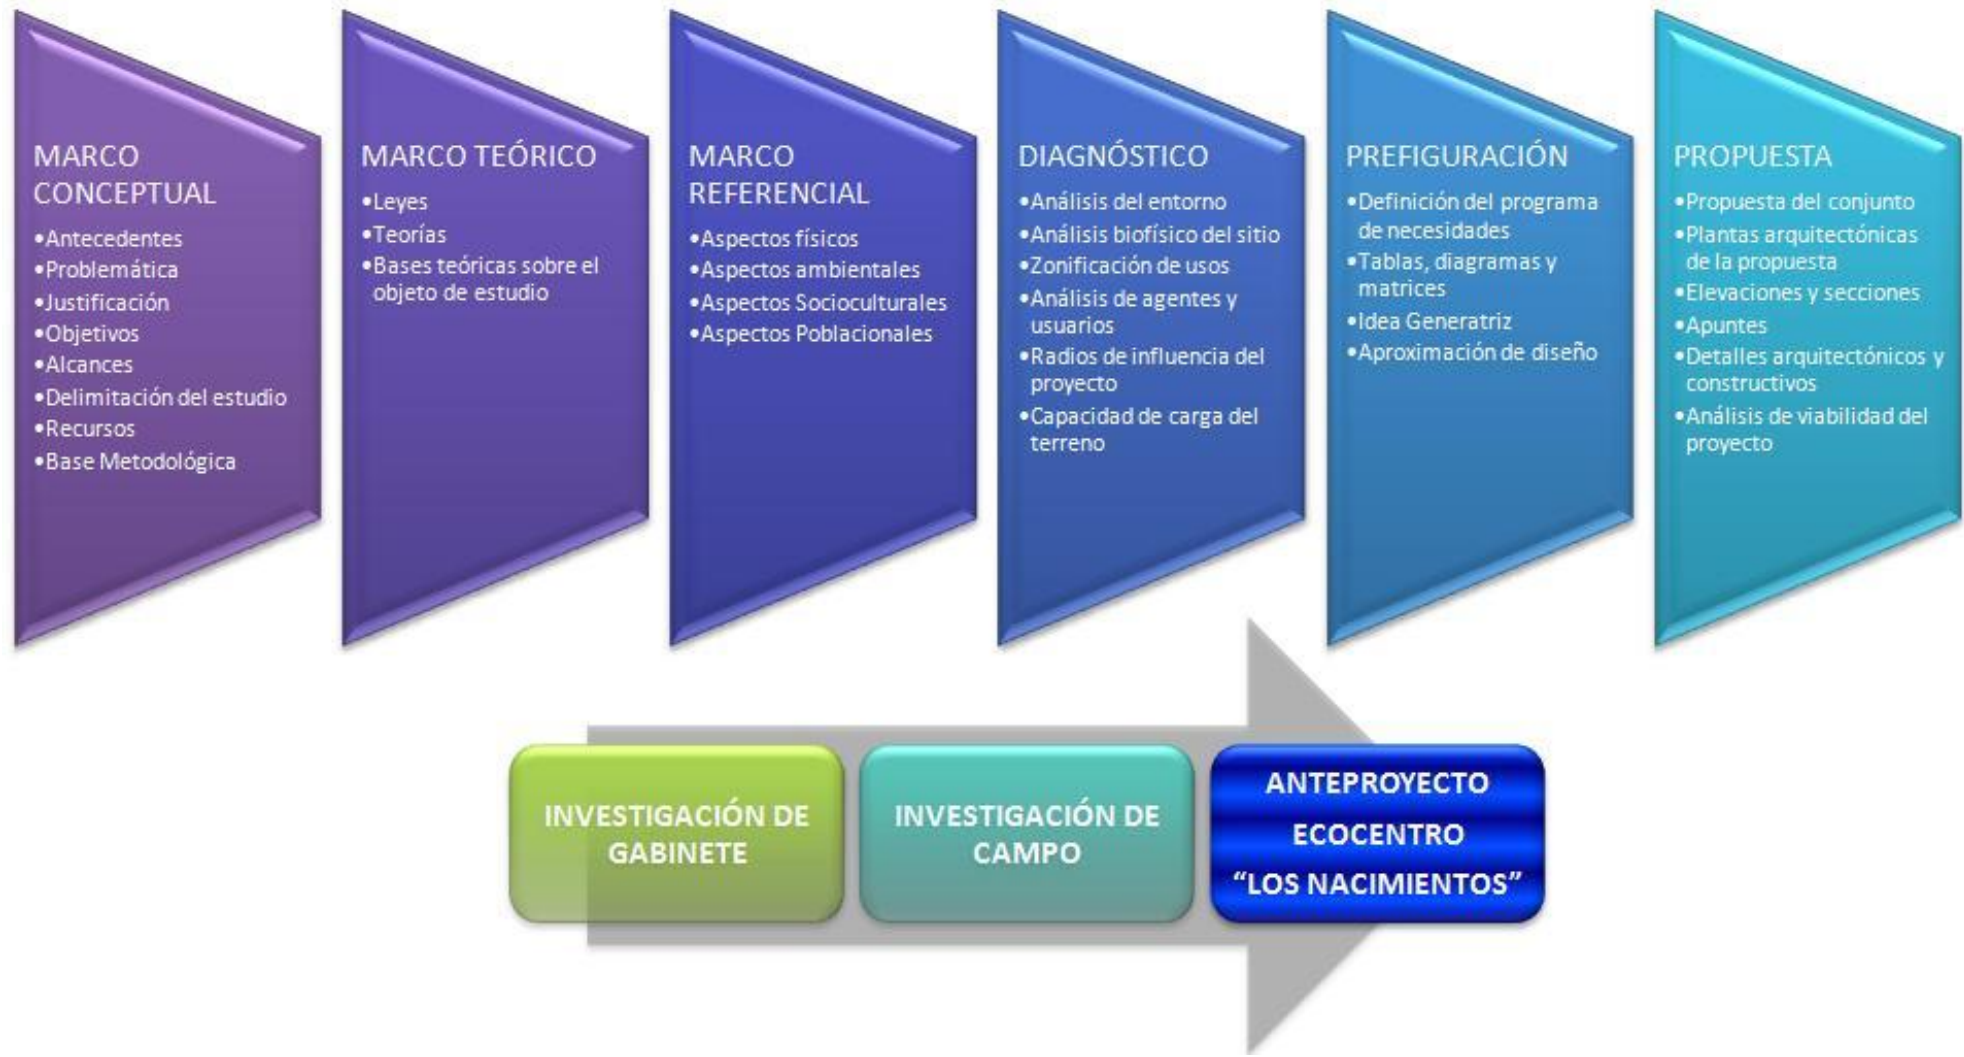 MARCO
CONCEPTUAL
•Antecedentes
•Problemática
•Justificación
•Objetivos
•Alcances
•Delimitación del estudio
•Recursos
•Base Metodológica
MARCO TEÓRICO
•Leyes
•Teorías
•Bases teóricas sobre el
objeto de estudio
MARCO
REFERENCIAL
•Aspectos físicos
•Aspectos ambientales
•Aspectos Socioculturales
•Aspectos Poblacionales
DIAGNÓSTICO
•Análisis del entorno
•Análisis biofísico del sitio
•Zonificación de usos
•Análisis de agentes y
usuarios
•Radios de influencia del
proyecto
•Capacidad de carga del
terreno
PREFIGURACIÓN
•Definición del programa
de necesidades
•Tablas, diagramas y
matrices
•Idea Generatriz
•Aproximación de diseño
PROPUESTA
•Propuesta del conjunto
•Plantas arquitectónicas
de la propuesta
•Elevaciones y secciones
•Apuntes
•Detalles arquitectónicos y
constructivos
•Análisis de viabilidad del
proyecto
INVESTIGACIÓN DE
GABINETE
INVESTIGACIÓN DE
CAMPO
ANTEPROYECTO
ECOCENTRO
“LOS NACIMIENTOS”